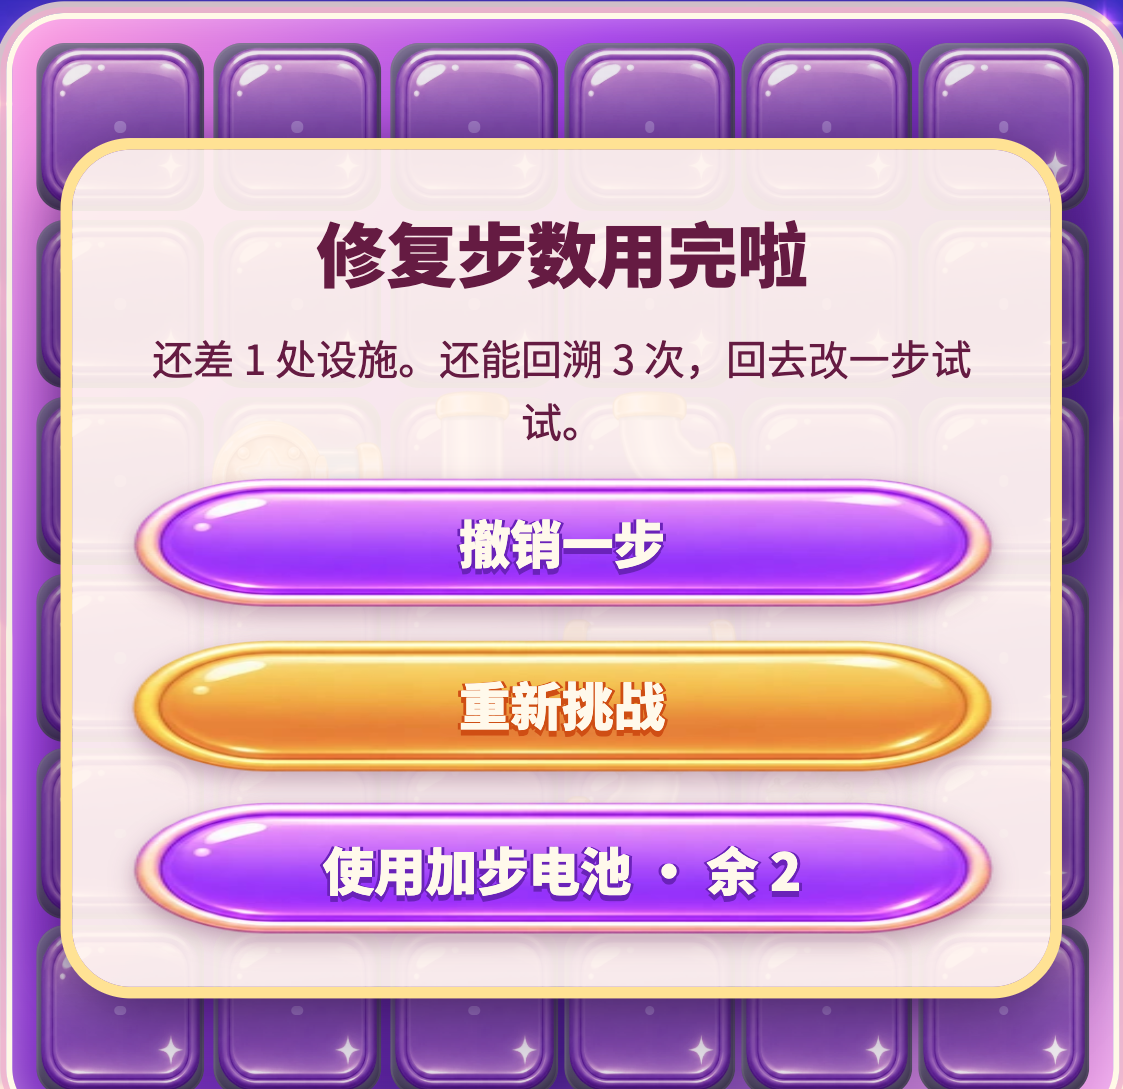 修复步数用完啦
还差 1 处设施。还能回溯 3 次，回去改一步试
试。
撤销一步
重新挑战
使用加步电池 · 余 2